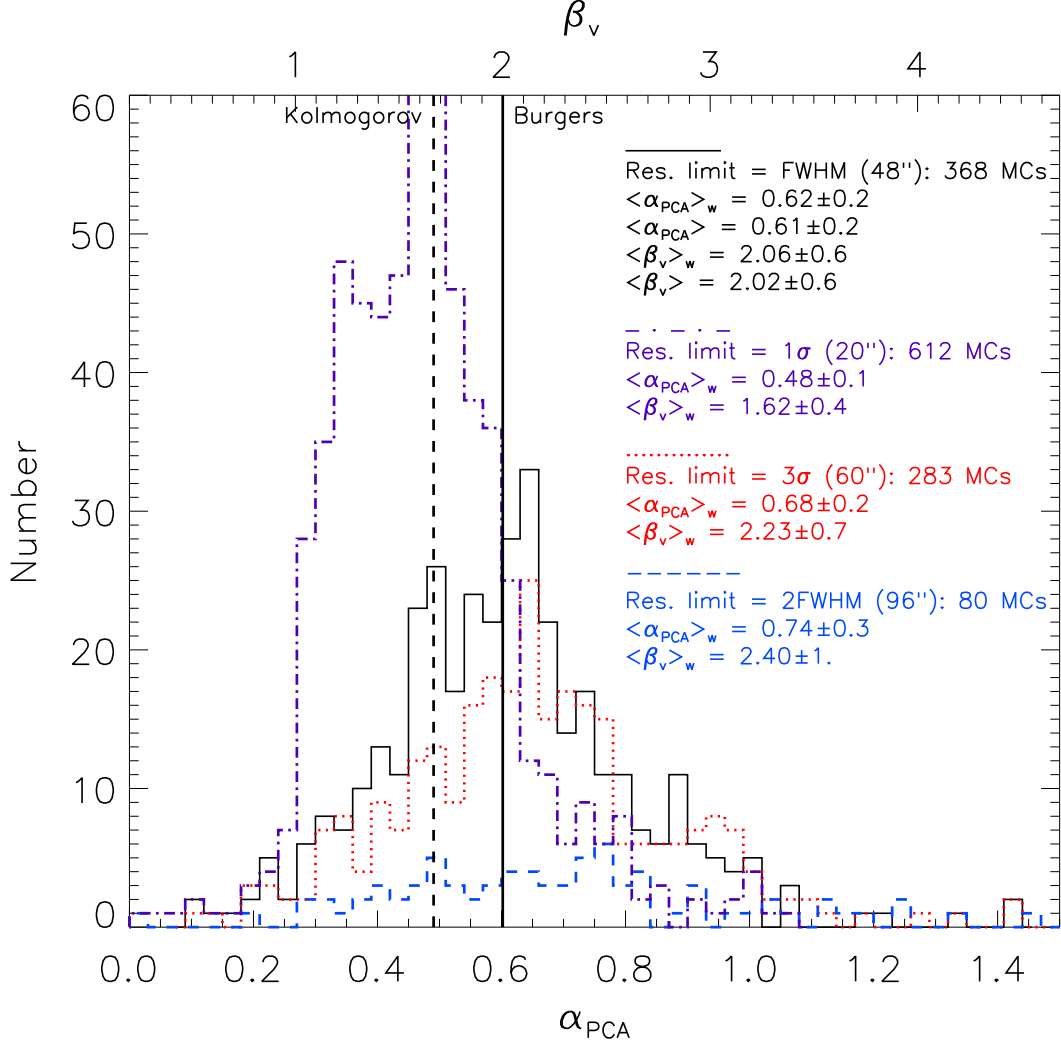 β_v
1 2 3 4
60
Kolmogorov
Burgers
Res. limit = FWHM (48"): 368 MCs
<α_PCA>_w = 0.62±0.2
<α_PCA> = 0.61±0.2
<β_v>_w = 2.06±0.6
<β_v> = 2.02±0.6
50
Res. limit = 1σ (20"): 612 MCs
<α_PCA>_w = 0.48±0.1
<β_v>_w = 1.62±0.4
40
Number
Res. limit = 3σ (60"): 283 MCs
<α_PCA>_w = 0.68±0.2
<β_v>_w = 2.23±0.7
30
Res. limit = 2FWHM (96"): 80 MCs
<α_PCA>_w = 0.74±0.3
<β_v>_w = 2.40±1.
20
10
0
0.0 0.2 0.4 0.6 0.8 1.0 1.2 1.4
α_PCA